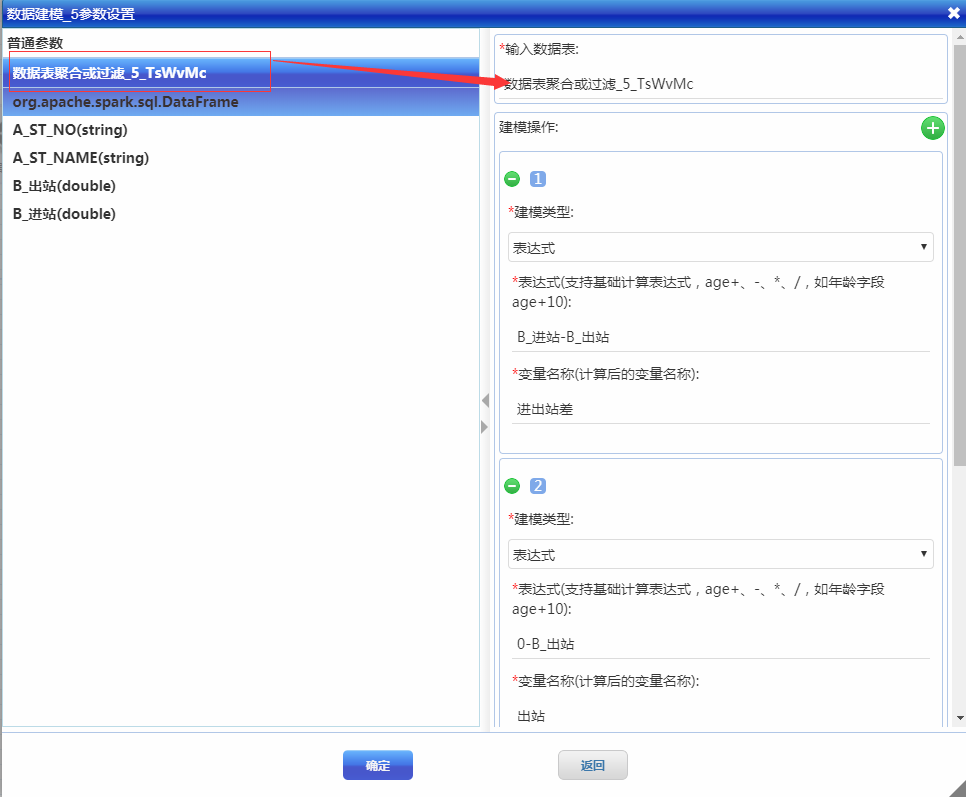 数据建模_5参数设置
普通参数
数据表聚合或过滤_5_TsWvMc
org.apache.spark.sql.DataFrame
A_ST_NO(string)
A_ST_NAME(string)
B_出站(double)
B_进站(double)
*输入数据表:
数据表聚合或过滤_5_TsWvMc
建模操作:
1
*建模类型:
表达式
*表达式(支持基础计算表达式，age+、-、*、/，如年龄字段
age+10):
B_进站-B_出站
*变量名称(计算后的变量名称):
进出站差
2
*建模类型:
表达式
*表达式(支持基础计算表达式，age+、-、*、/，如年龄字段
age+10):
0-B_出站
*变量名称(计算后的变量名称):
出站
确定
返回